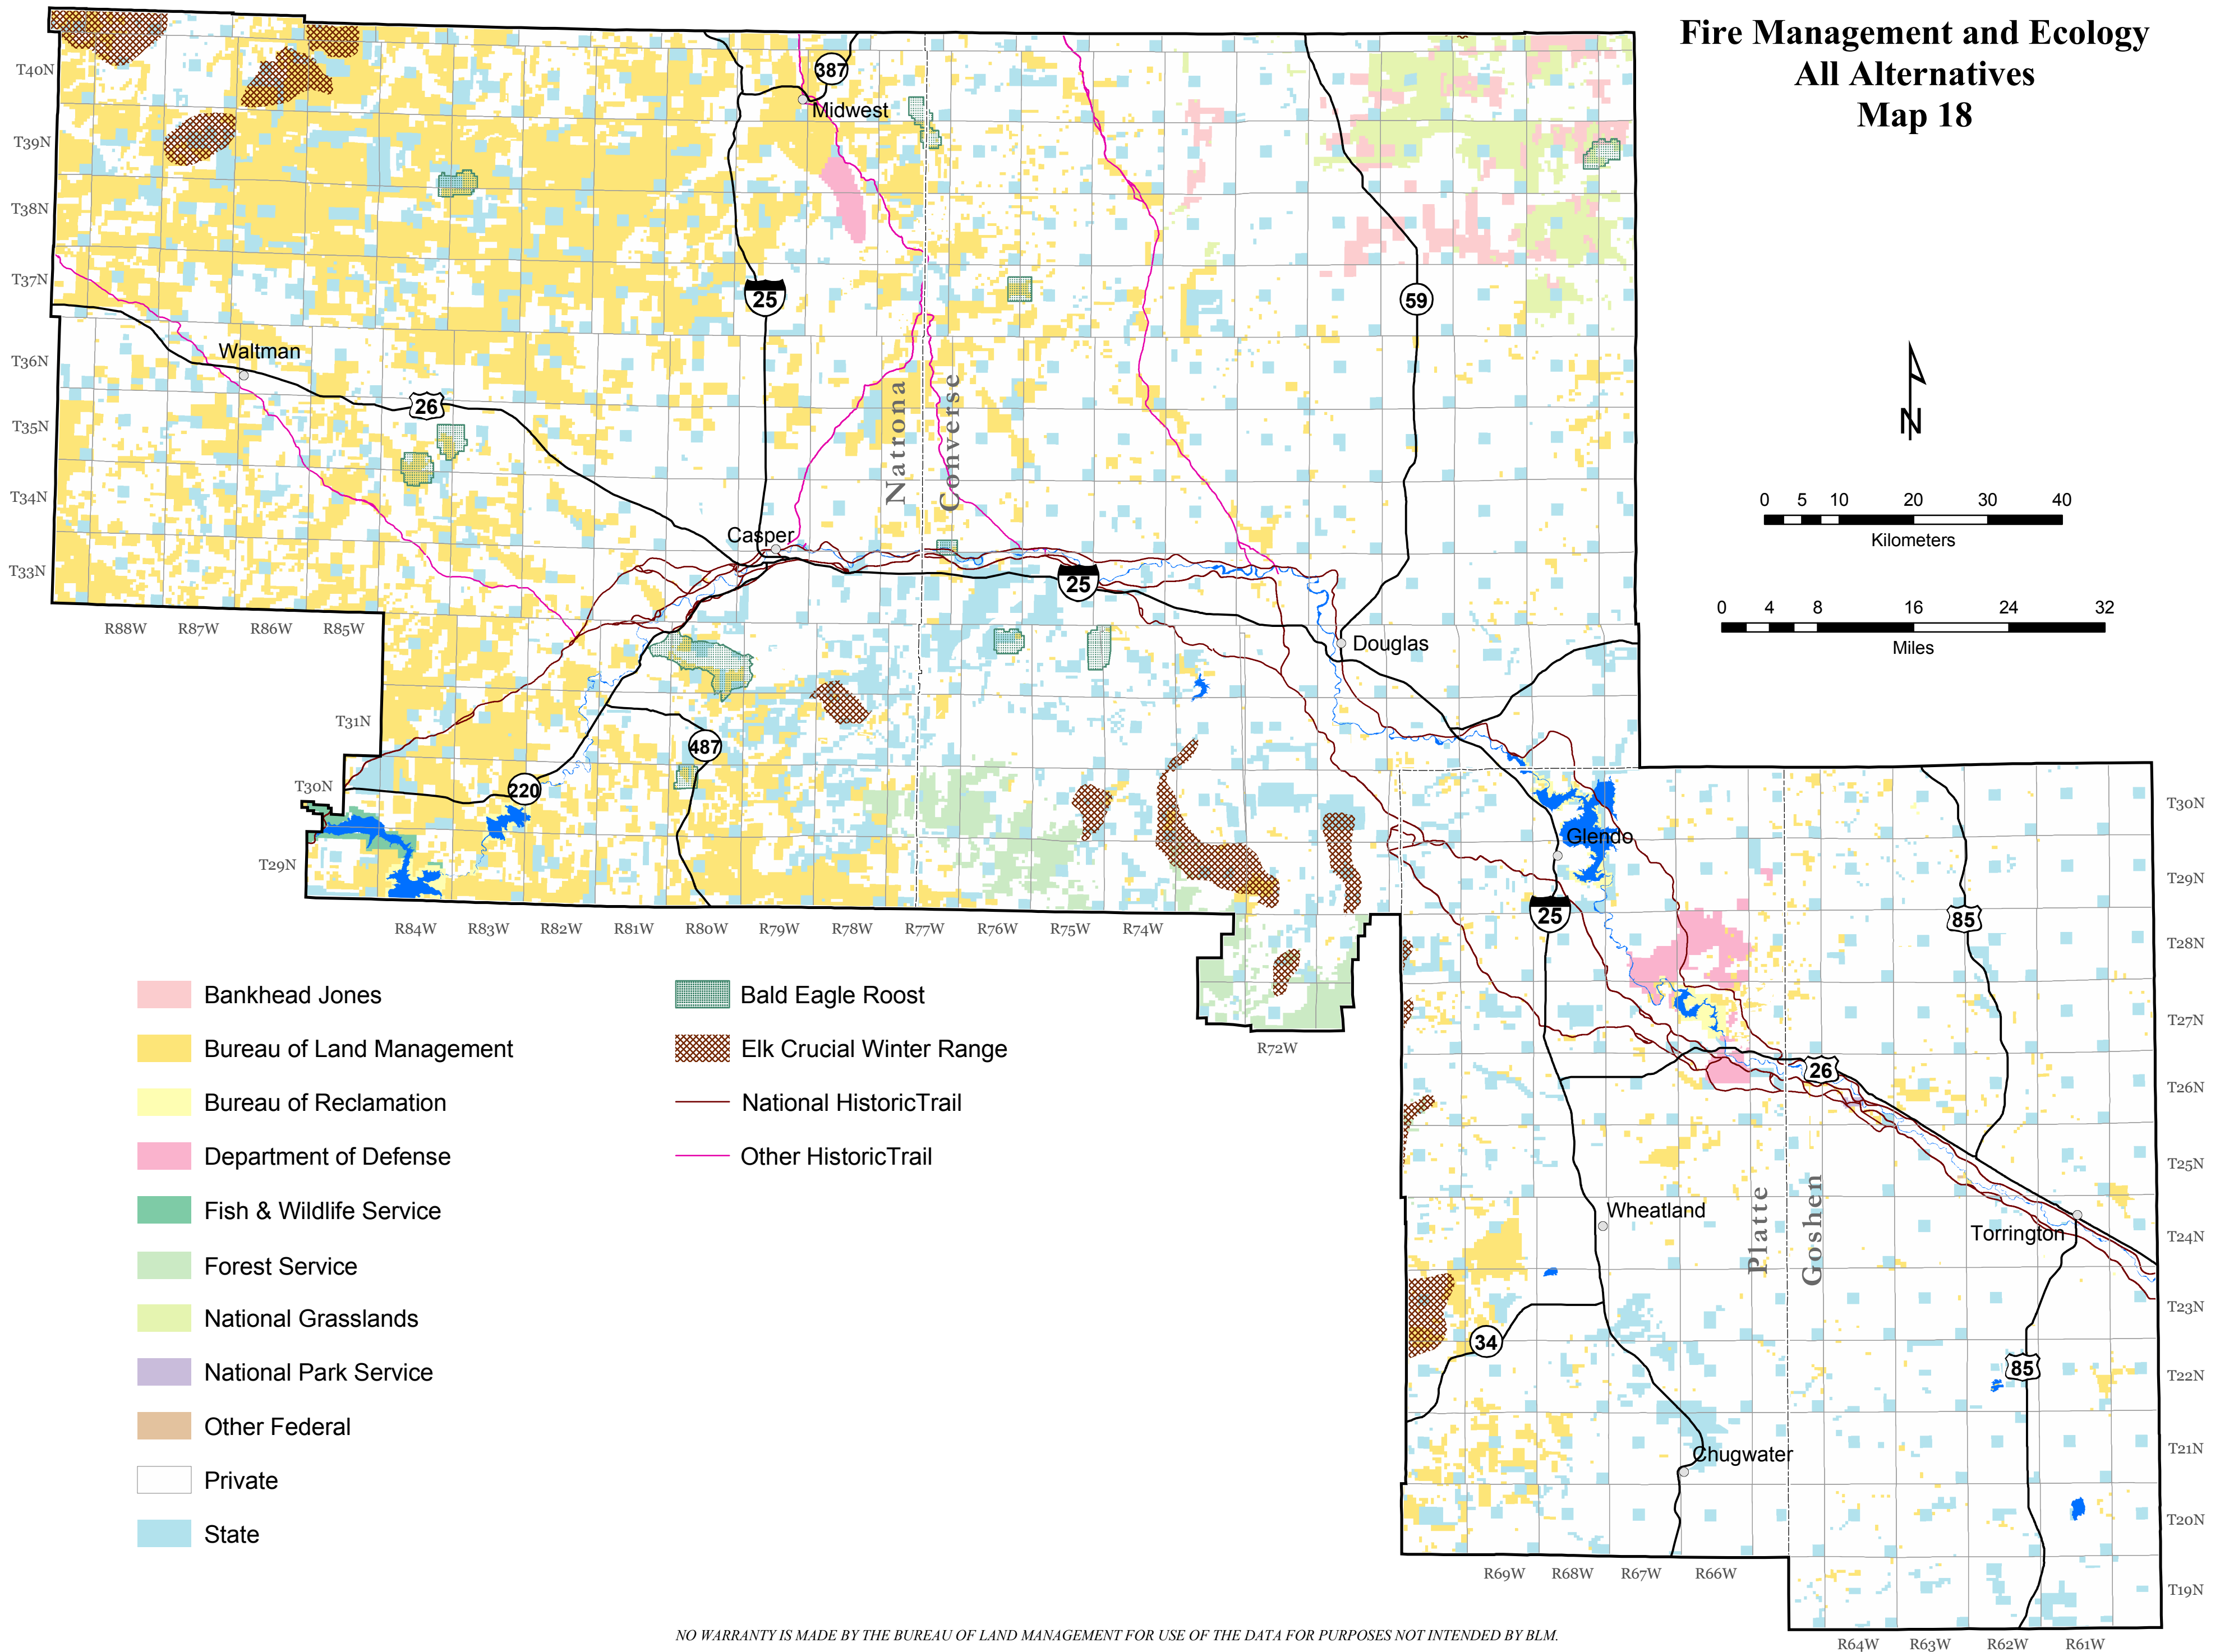 Fire Management and Ecology
All Alternatives
Map 18
T40N
T39N
T38N
T37N
T36N
T35N
T34N
T33N
T31N
T30N
T29N
387
Midwest
25
59
Waltman
26
Natrona
Converse
Casper
25
Douglas
487
220
Glendo
25
85
26
Wheatland
Platte
Goshen
Torrington
34
85
Chugwater
N
0 5 10 20 30 40
Kilometers
0 4 8 16 24 32
Miles
R88W R87W R86W R85W
R84W R83W R82W R81W R80W R79W R78W R77W R76W R75W R74W
R72W
T30N
T29N
T28N
T27N
T26N
T25N
T24N
T23N
T22N
T21N
T20N
T19N
R69W R68W R67W R66W
R64W R63W R62W R61W
Bankhead Jones
Bureau of Land Management
Bureau of Reclamation
Department of Defense
Fish & Wildlife Service
Forest Service
National Grasslands
National Park Service
Other Federal
Private
State
Bald Eagle Roost
Elk Crucial Winter Range
National HistoricTrail
Other HistoricTrail
NO WARRANTY IS MADE BY THE BUREAU OF LAND MANAGEMENT FOR USE OF THE DATA FOR PURPOSES NOT INTENDED BY BLM.